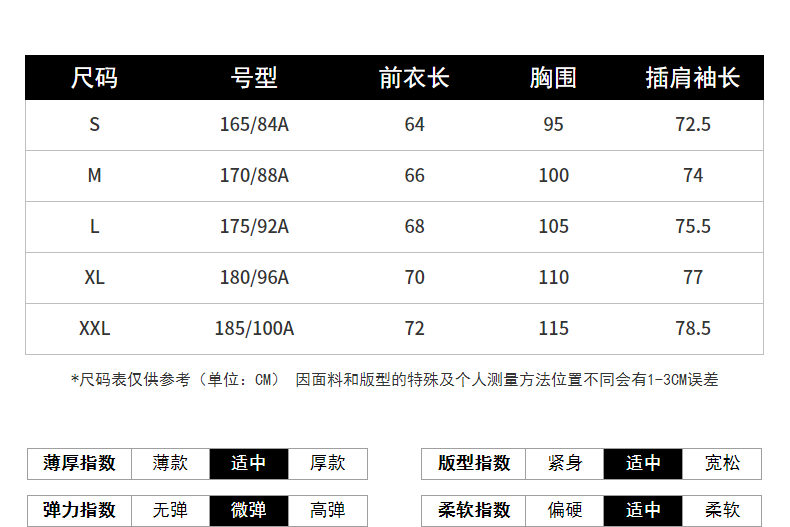 尺码 号型 前衣长 胸围 插肩袖长
S 165/84A 64 95 72.5
M 170/88A 66 100 74
L 175/92A 68 105 75.5
XL 180/96A 70 110 77
XXL 185/100A 72 115 78.5
*尺码表仅供参考（单位：CM） 因面料和版型的特殊及个人测量方法位置不同会有1-3CM误差
薄厚指数 薄款 适中 厚款 版型指数 紧身 适中 宽松
弹力指数 无弹 微弹 高弹 柔软指数 偏硬 适中 柔软